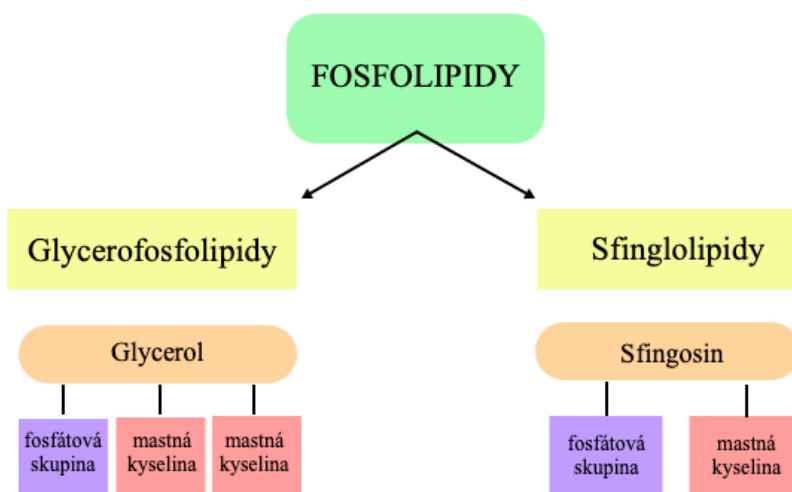 FOSFOLIPIDY
Glycerofosfolipidy
Sfinglolipidy
Glycerol
Sfingosin
fosfátová
skupina
mastná
kyselina
mastná
kyselina
fosfátová
skupina
mastná
kyselina